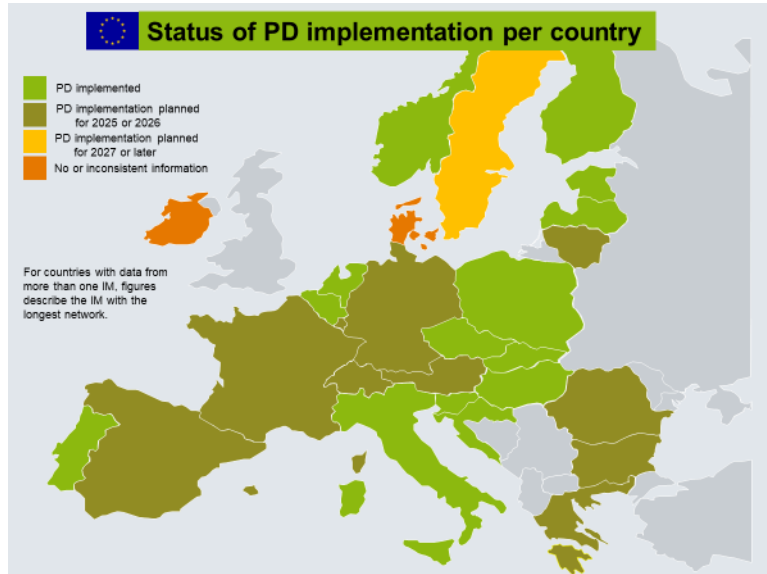 Status of PD implementation per country
PD implemented
PD implementation planned
for 2025 or 2026
PD implementation planned
for 2027 or later
No or inconsistent information
For countries with data from
more than one IM, figures
describe the IM with the
longest network.